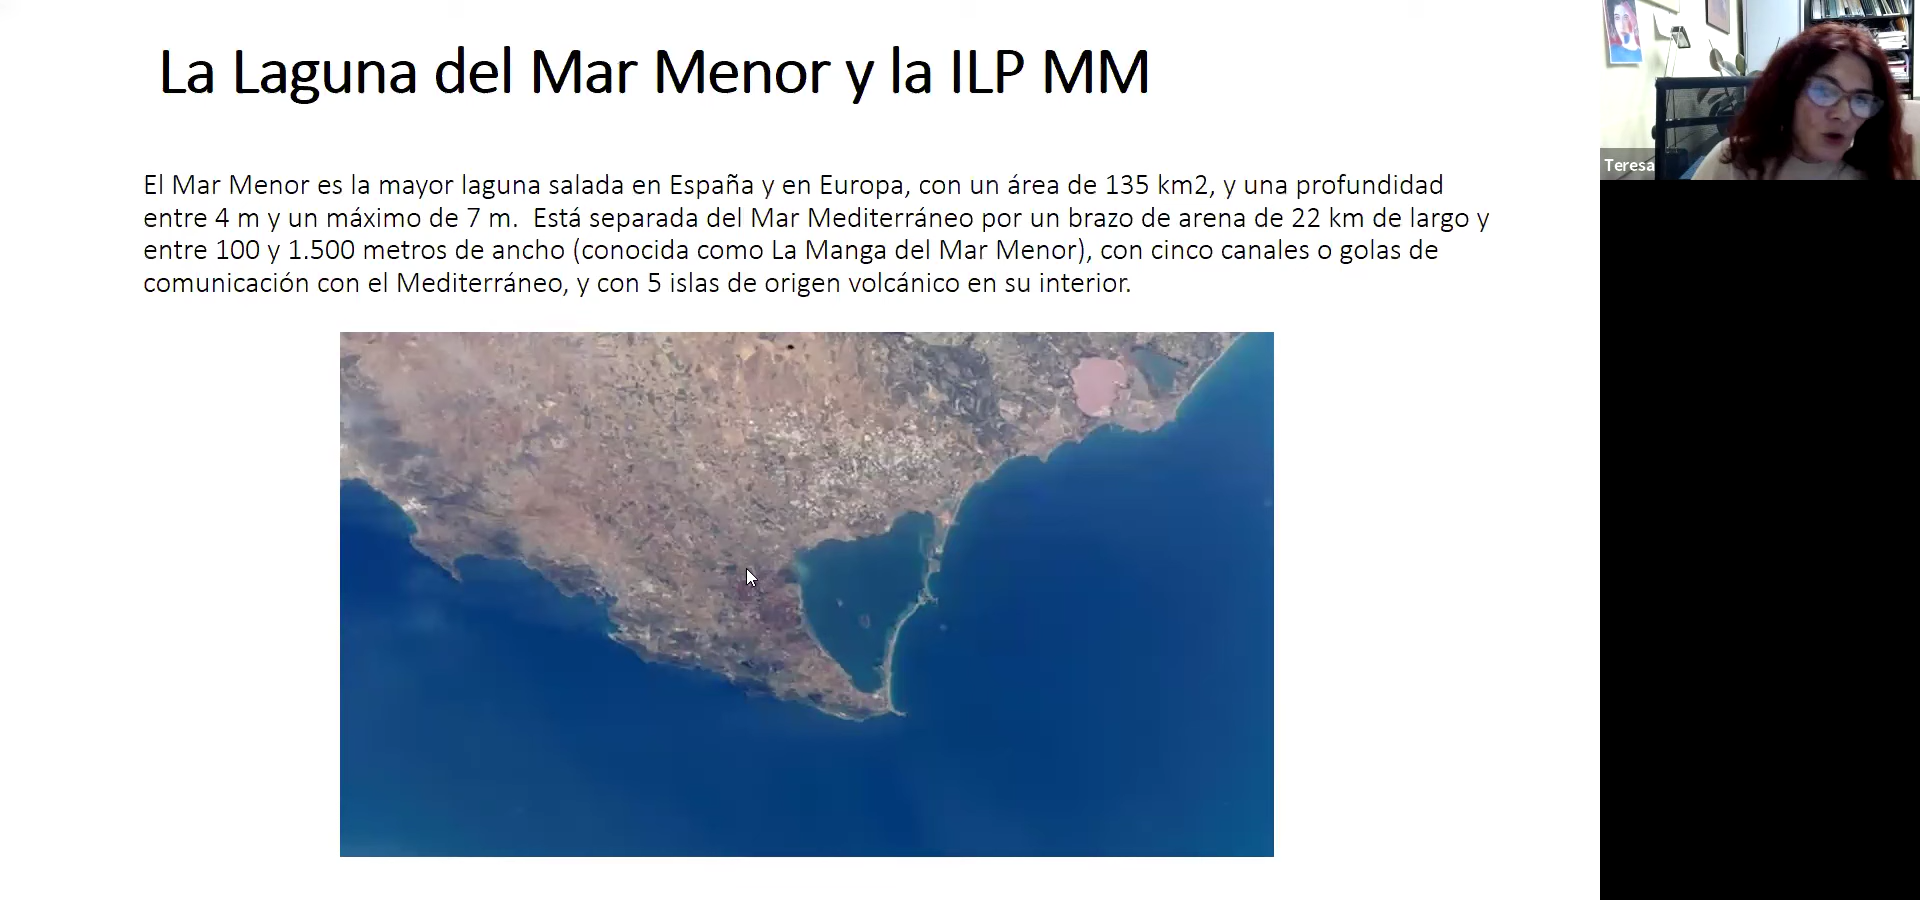 La Laguna del Mar Menor y la ILP MM
El Mar Menor es la mayor laguna salada en España y en Europa, con un área de 135 km2, y una profundidad
entre 4 m y un máximo de 7 m.  Está separada del Mar Mediterráneo por un brazo de arena de 22 km de largo y
entre 100 y 1.500 metros de ancho (conocida como La Manga del Mar Menor), con cinco canales o golas de
comunicación con el Mediterráneo, y con 5 islas de origen volcánico en su interior.
Teresa